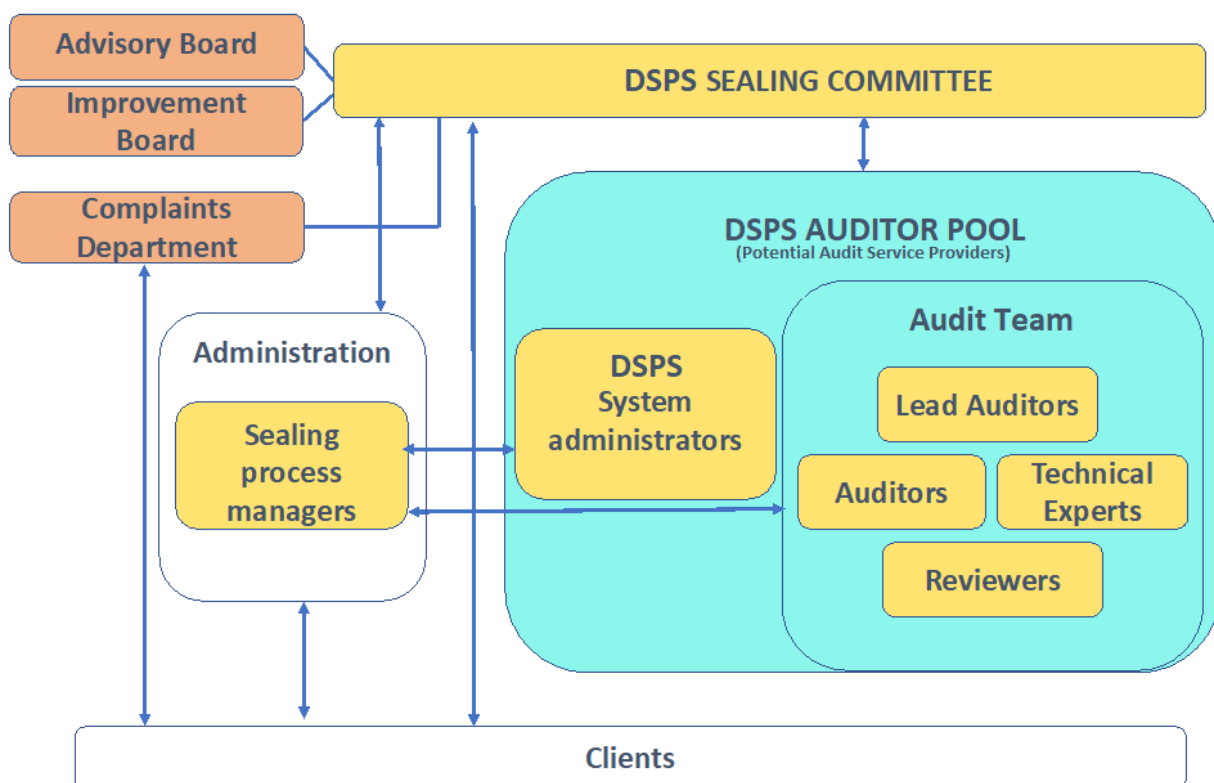 Advisory Board
Improvement
Board
DSPS SEALING COMMITTEE
Complaints
Department
DSPS AUDITOR POOL
(Potential Audit Service Providers)
Administration
Sealing
process
managers
DSPS
System
administrators
Audit Team
Lead Auditors
Auditors
Technical
Experts
Reviewers
Clients